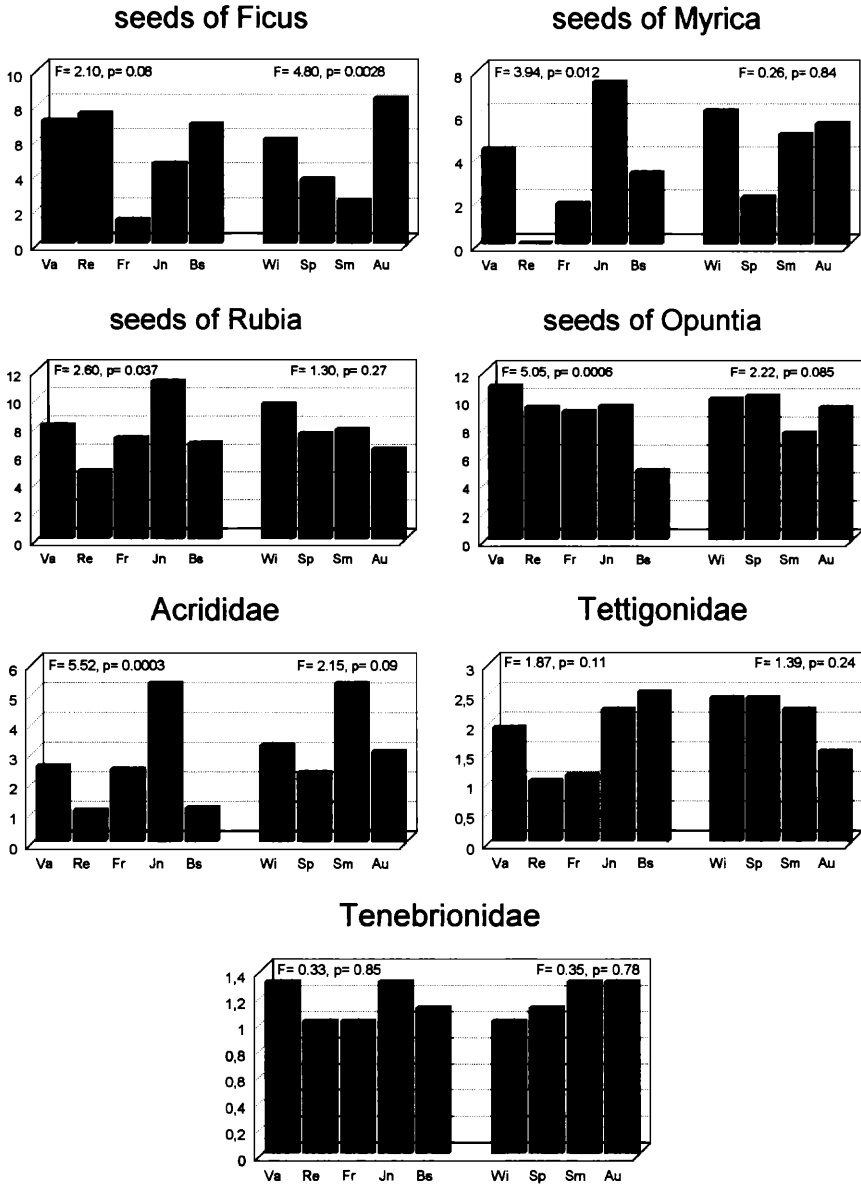 seeds of Ficus
F= 2.10, p= 0.08 F= 4.80, p= 0.0028
10
8
6
4
2
0
Va Re Fr Jn Bs Wi Sp Sm Au
seeds of Myrica
F= 3.94, p= 0.012 F= 0.26, p= 0.84
8
6
4
2
0
Va Re Fr Jn Bs Wi Sp Sm Au
seeds of Rubia
F= 2.60, p= 0.037 F= 1.30, p= 0.27
12
10
8
6
4
2
0
Va Re Fr Jn Bs Wi Sp Sm Au
seeds of Opuntia
F= 5.05, p= 0.0006 F= 2.22, p= 0.085
12
10
8
6
4
2
0
Va Re Fr Jn Bs Wi Sp Sm Au
Acrididae
F= 5.52, p= 0.0003 F= 2.15, p= 0.09
6
5
4
3
2
1
0
Va Re Fr Jn Bs Wi Sp Sm Au
Tettigonidae
F= 1.87, p= 0.11 F= 1.39, p= 0.24
3
2,5
2
1,5
1
0,5
0
Va Re Fr Jn Bs Wi Sp Sm Au
Tenebrionidae
F= 0.33, p= 0.85 F= 0.35, p= 0.78
1,4
1,2
1
0,8
0,6
0,4
0,2
0
Va Re Fr Jn Bs Wi Sp Sm Au